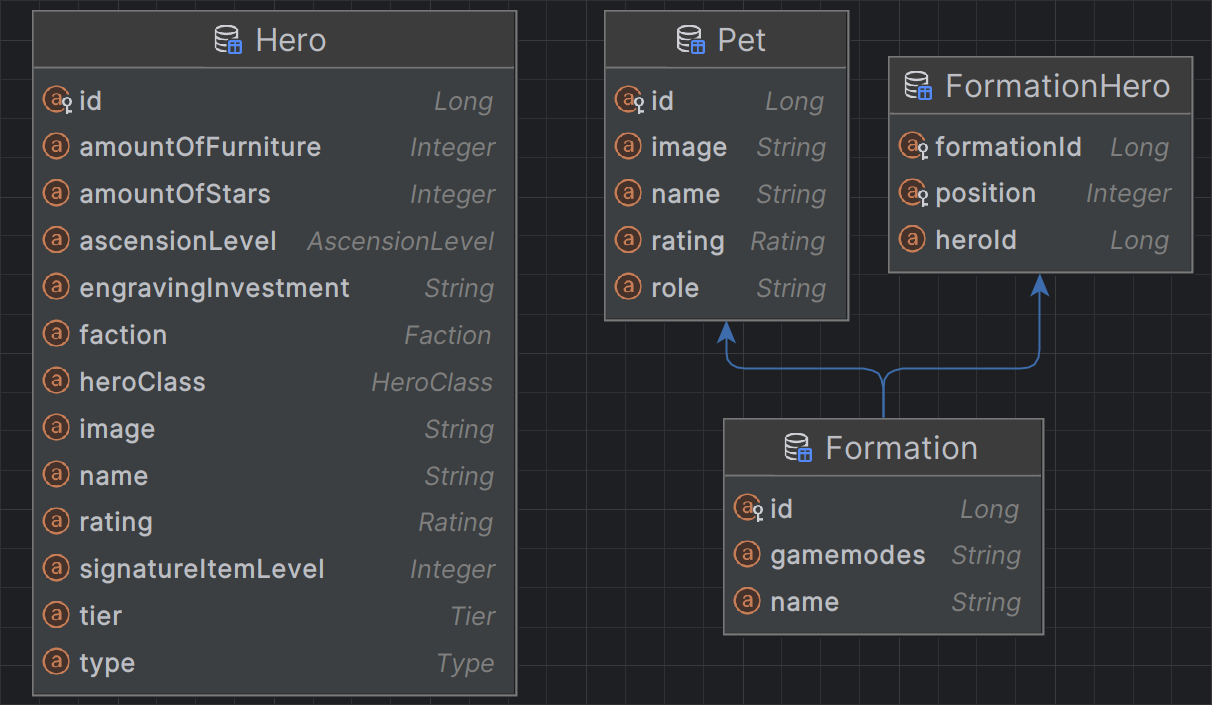 Hero
id Long
amountOfFurniture Integer
amountOfStars Integer
ascensionLevel AscensionLevel
engravingInvestment String
faction Faction
heroClass HeroClass
image String
name String
rating Rating
signatureItemLevel Integer
tier Tier
type Type
Pet
id Long
image String
name String
rating Rating
role String
FormationHero
formationId Long
position Integer
heroId Long
Formation
id Long
gamemodes String
name String